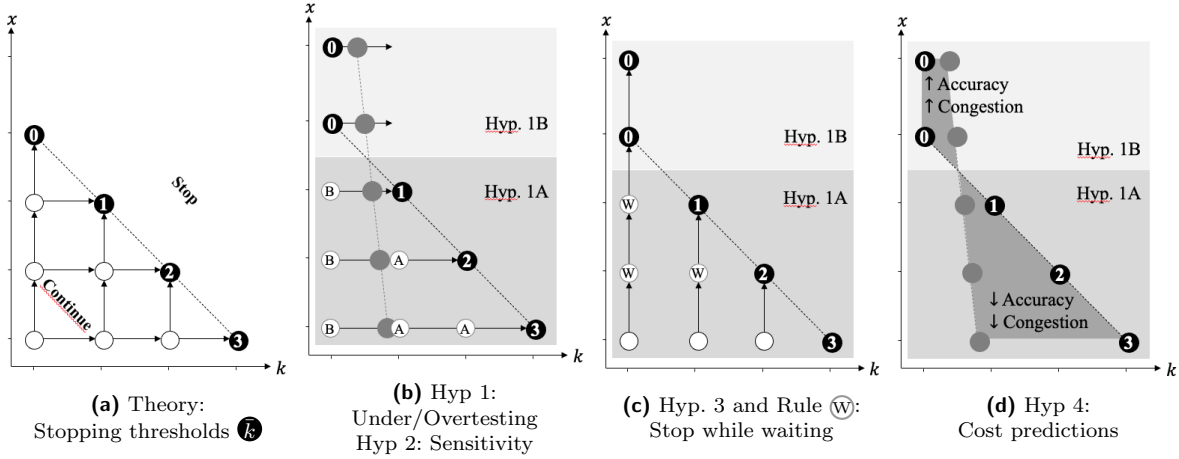 x
0
1
2
3
Stop
Continue
k
(a) Theory:
Stopping thresholds k̄
x
0
0
Hyp. 1B
B
1
Hyp. 1A
B
A
2
B
A
A
3
k
(b) Hyp 1:
Under/Overtesting
Hyp 2: Sensitivity
x
0
0
Hyp. 1B
W
1
Hyp. 1A
W
W
2
3
k
(c) Hyp. 3 and Rule W:
Stop while waiting
x
0
↑ Accuracy
↑ Congestion
0
Hyp. 1B
Hyp. 1A
1
2
↓ Accuracy
↓ Congestion
3
k
(d) Hyp 4:
Cost predictions